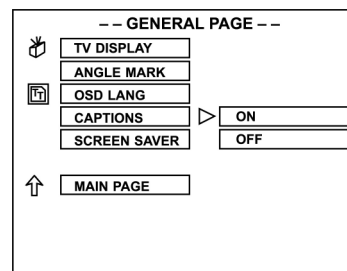 -- GENERAL PAGE --
TV DISPLAY
ANGLE MARK
OSD LANG
CAPTIONS ON
SCREEN SAVER OFF
MAIN PAGE